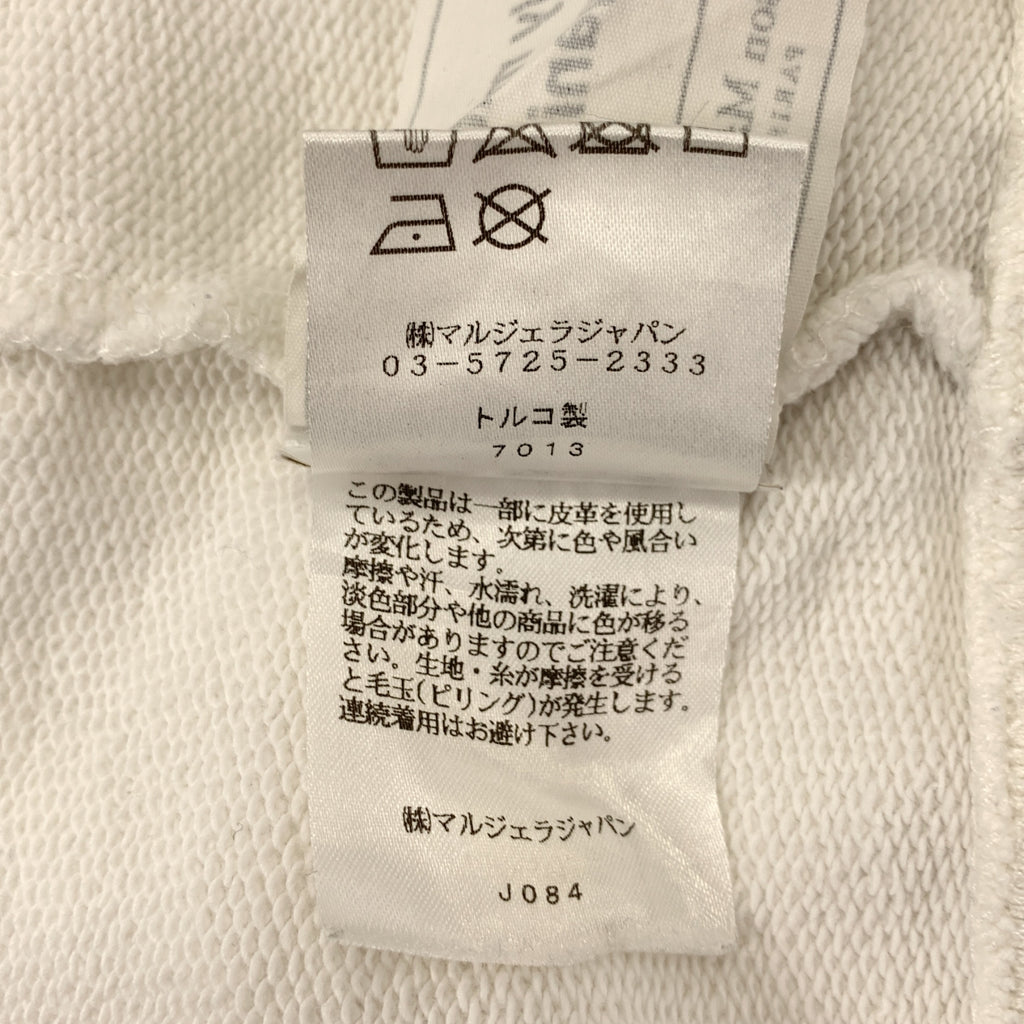 ㈱マルジェラジャパン
03-5725-2333
トルコ製
7013
この製品は一部に皮革を使用し
ているため、次第に色や風合い
が変化します。
摩擦や汗、水濡れ、洗濯により、
淡色部分や他の商品に色が移る
場合がありますのでご注意くだ
さい。生地・糸が摩擦を受ける
と毛玉(ピリング)が発生します。
連続着用はお避け下さい。
㈱マルジェラジャパン
J084